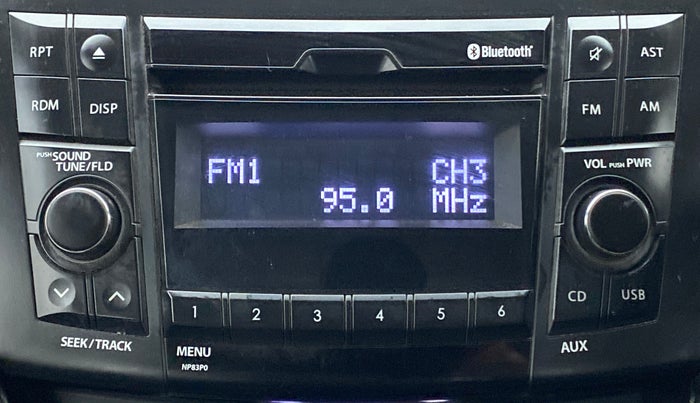 RPT
Bluetooth
AST
RDM
DISP
FM
AM
PUSH SOUND
TUNE/FLD
FM1 CH3
95.0 MHz
VOL PUSH PWR
CD
USB
1 2 3 4 5 6
SEEK/TRACK
MENU
NP83P0
AUX